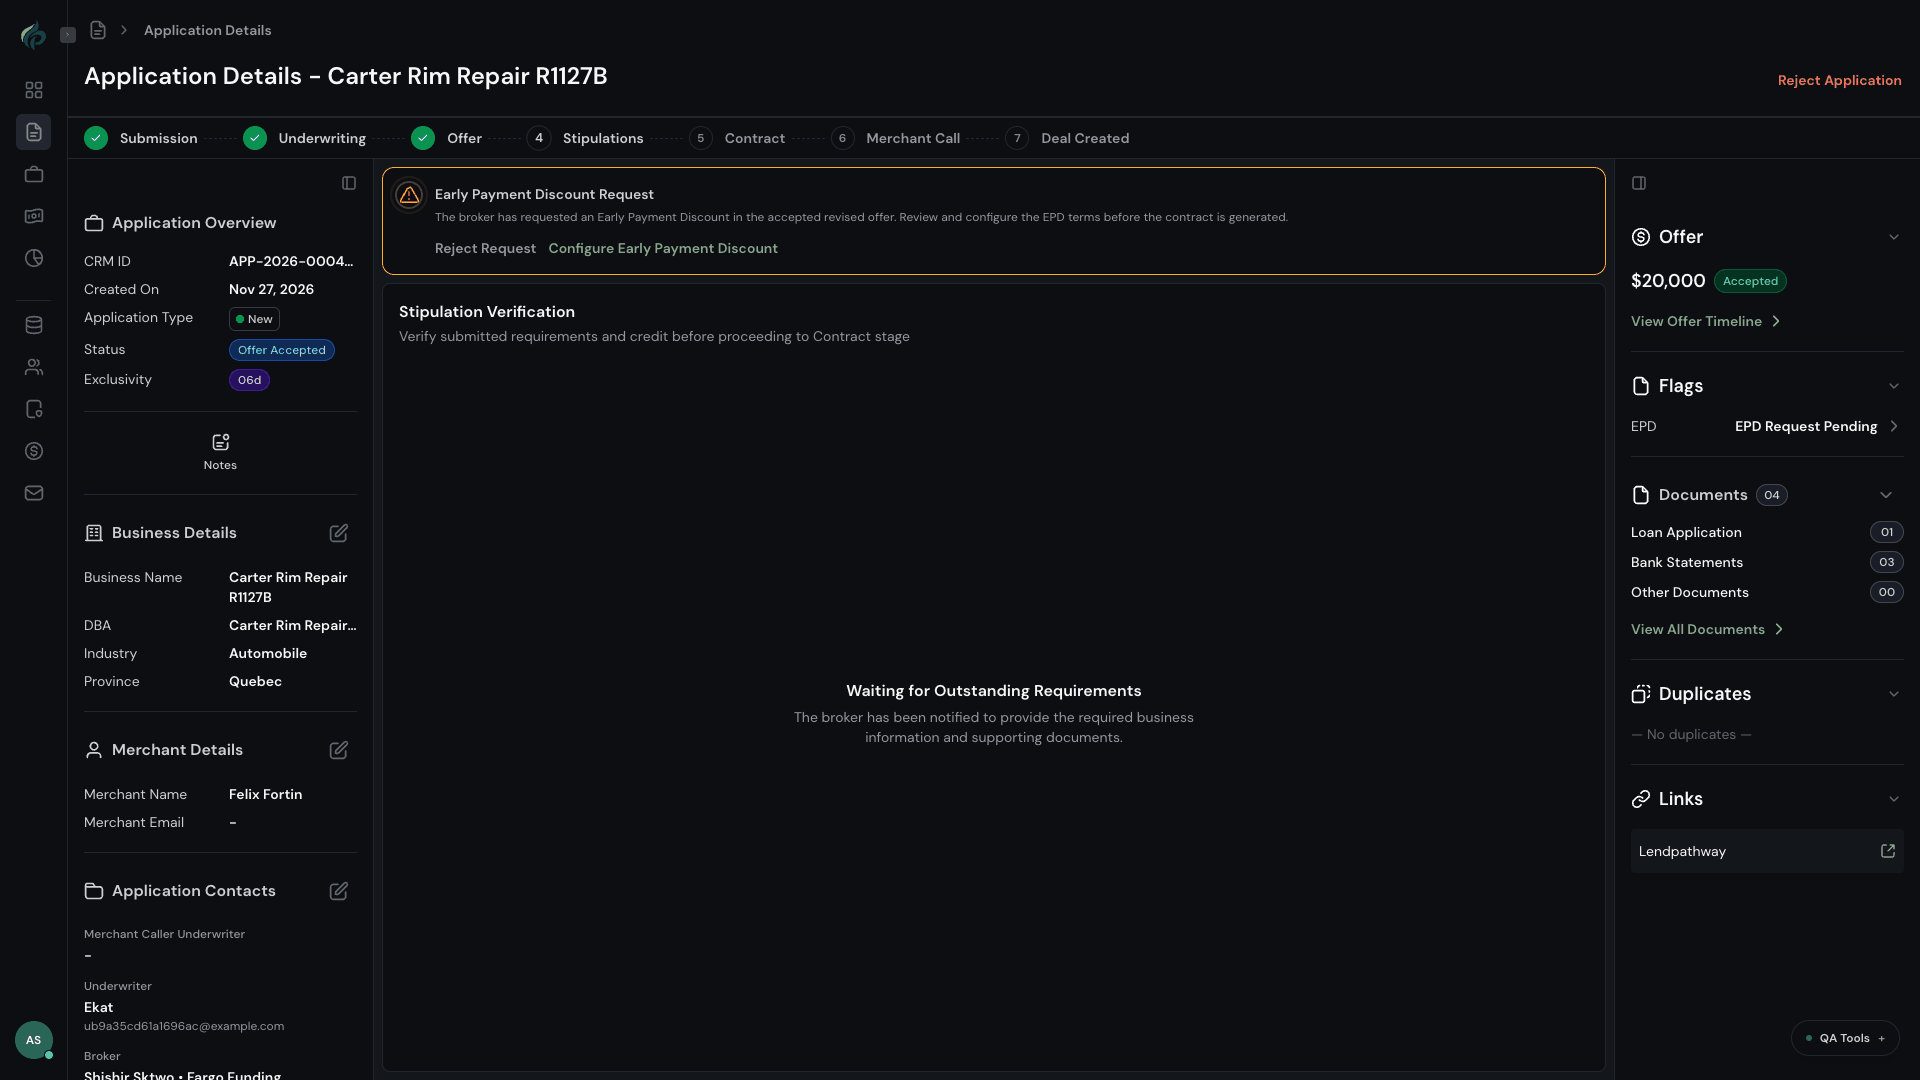 Application Details
Application Details - Carter Rim Repair R1127B
Reject Application
Submission
Underwriting
Offer
4 Stipulations
5 Contract
6 Merchant Call
7 Deal Created
Application Overview
CRM ID APP-2026-0004...
Created On Nov 27, 2026
Application Type New
Status Offer Accepted
Exclusivity 06d
Notes
Business Details
Business Name Carter Rim Repair
R1127B
DBA Carter Rim Repair...
Industry Automobile
Province Quebec
Merchant Details
Merchant Name Felix Fortin
Merchant Email -
Application Contacts
Merchant Caller Underwriter
-
Underwriter
Ekat
ub9a35cd61a1696ac@example.com
Broker
Shishir Sktwo • Fargo Funding
AS
Early Payment Discount Request
The broker has requested an Early Payment Discount in the accepted revised offer. Review and configure the EPD terms before the contract is generated.
Reject Request Configure Early Payment Discount
Stipulation Verification
Verify submitted requirements and credit before proceeding to Contract stage
Waiting for Outstanding Requirements
The broker has been notified to provide the required business
information and supporting documents.
Offer
$20,000 Accepted
View Offer Timeline
Flags
EPD EPD Request Pending
Documents 04
Loan Application 01
Bank Statements 03
Other Documents 00
View All Documents
Duplicates
— No duplicates —
Links
Lendpathway
QA Tools +